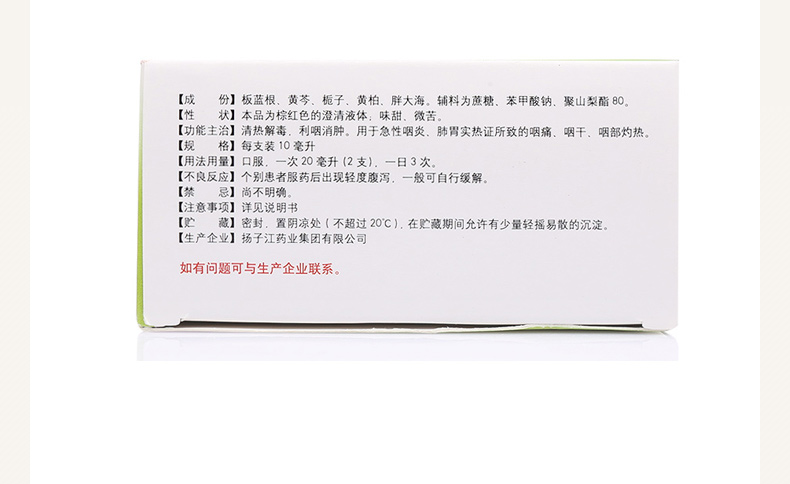 【成　份】板蓝根、黄芩、栀子、黄柏、胖大海。辅料为蔗糖、苯甲酸钠、聚山梨酯80。
【性　状】本品为棕红色的澄清液体；味甜、微苦。
【功能主治】清热解毒、利咽消肿。用于急性咽炎、肺胃实热证所致的咽痛、咽干、咽部灼热。
【规　格】每支装10毫升
【用法用量】口服，一次20毫升(2支)，一日3次。
【不良反应】个别患者服药后出现轻度腹泻，一般可自行缓解。
【禁　忌】尚不明确。
【注意事项】详见说明书
【贮　藏】密封，置阴凉处(不超过20℃)，在贮藏期间允许有少量轻摇易散的沉淀。
【生产企业】扬子江药业集团有限公司
如有问题可与生产企业联系。